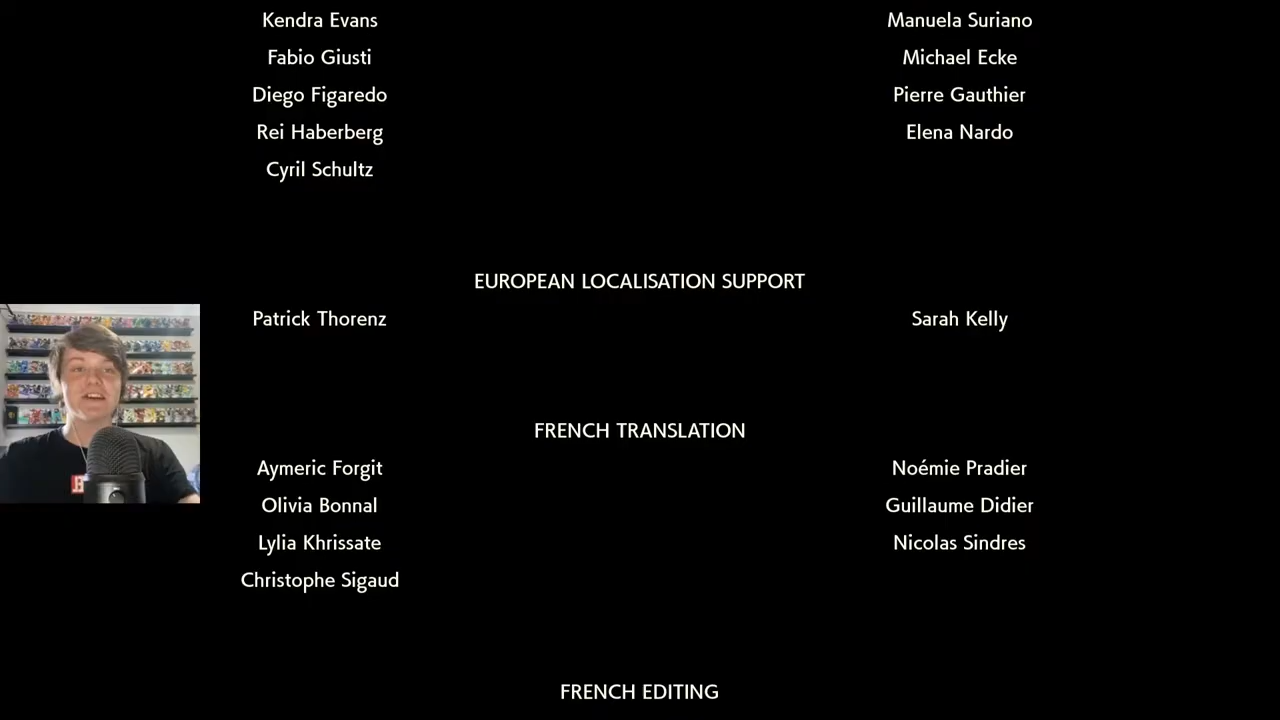 Kendra Evans Manuela Suriano
Fabio Giusti Michael Ecke
Diego Figaredo Pierre Gauthier
Rei Haberberg Elena Nardo
Cyril Schultz
EUROPEAN LOCALISATION SUPPORT
Patrick Thorenz Sarah Kelly
FRENCH TRANSLATION
Aymeric Forgit Noémie Pradier
Olivia Bonnal Guillaume Didier
Lylia Khrissate Nicolas Sindres
Christophe Sigaud
FRENCH EDITING